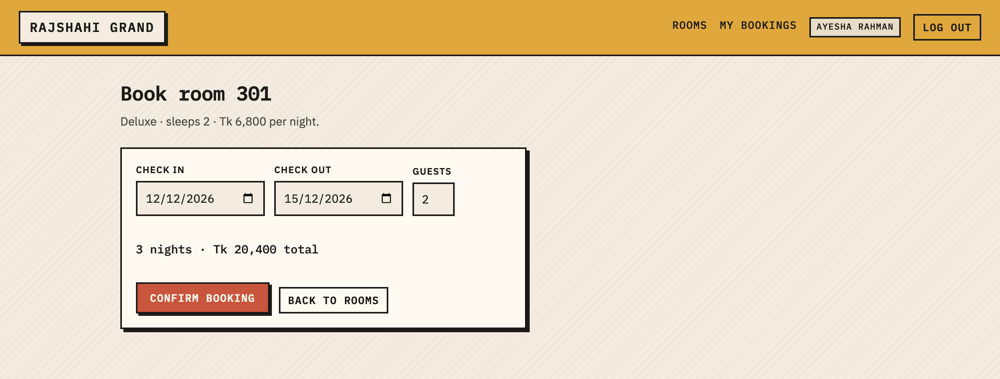 RAJSHAHI GRAND
ROOMS MY BOOKINGS AYESHA RAHMAN LOG OUT
Book room 301
Deluxe · sleeps 2 · Tk 6,800 per night.
CHECK IN CHECK OUT GUESTS
12/12/2026 15/12/2026 2
3 nights · Tk 20,400 total
CONFIRM BOOKING BACK TO ROOMS